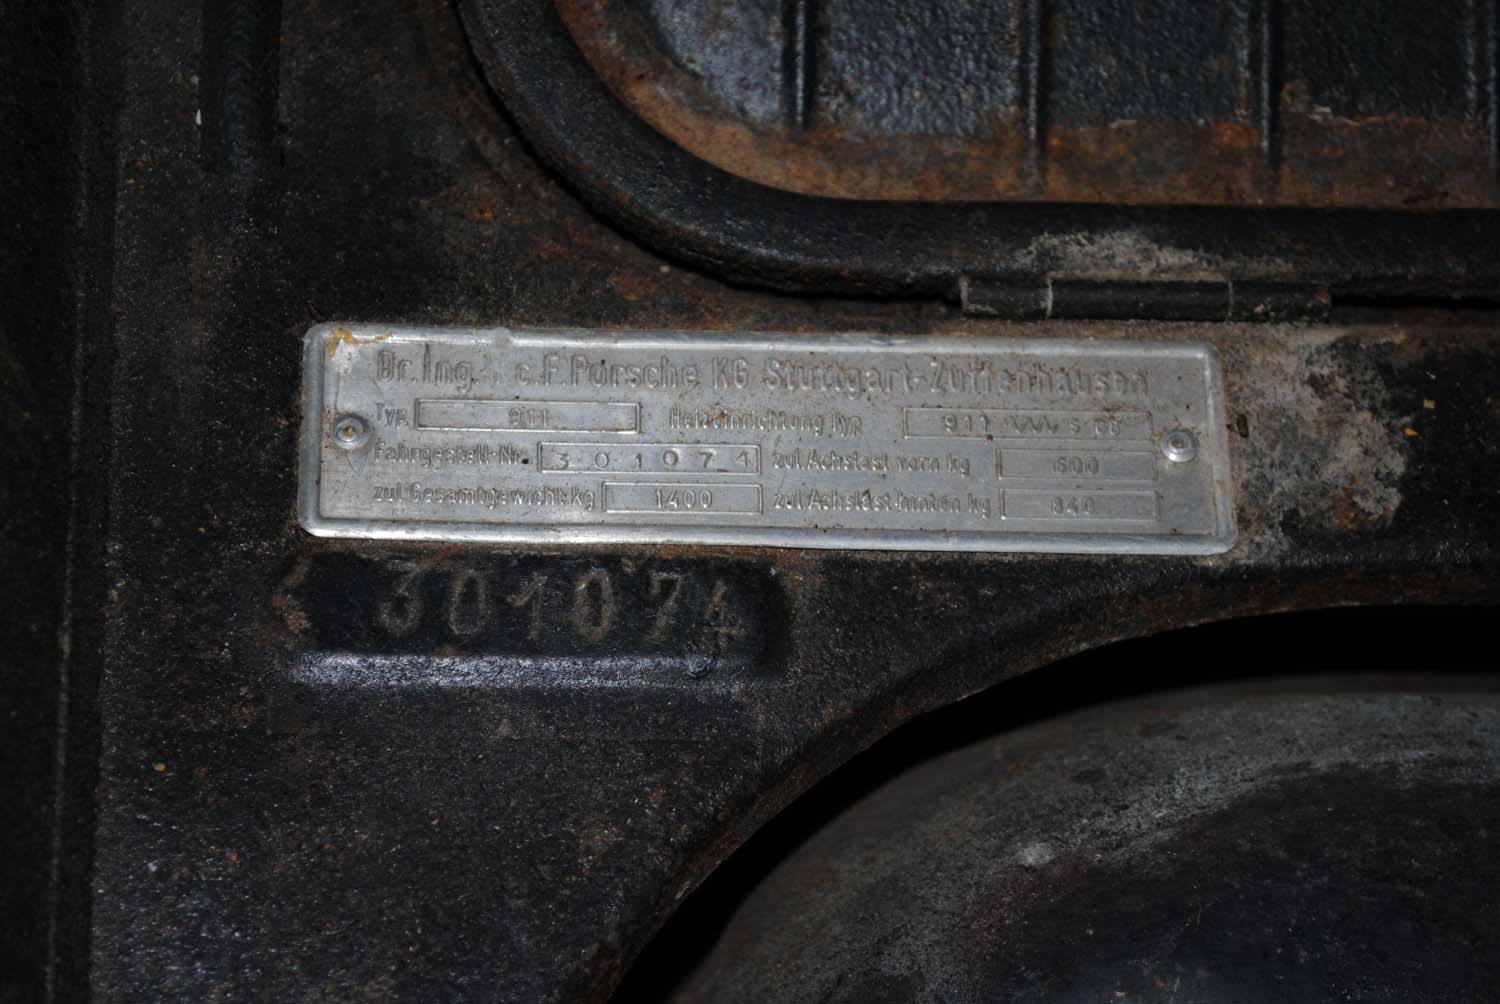 Dr. Ing. h. c. F. Porsche KG Stuttgart-Zuffenhausen
Typ 911 Heizeinrichtung Typ 911
Fahrgestell-Nr. 301074 zul. Achslast vorn kg 600
zul. Gesamtgewicht kg 1400 zul. Achslast hinten kg 840
301074